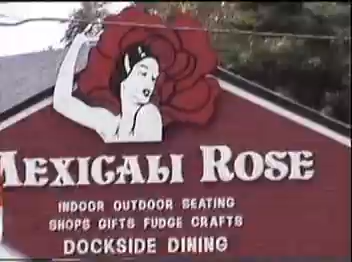 MEXICALI ROSE
INDOOR OUTDOOR SEATING
SHOPS GIFTS FUDGE CRAFTS
DOCKSIDE DINING